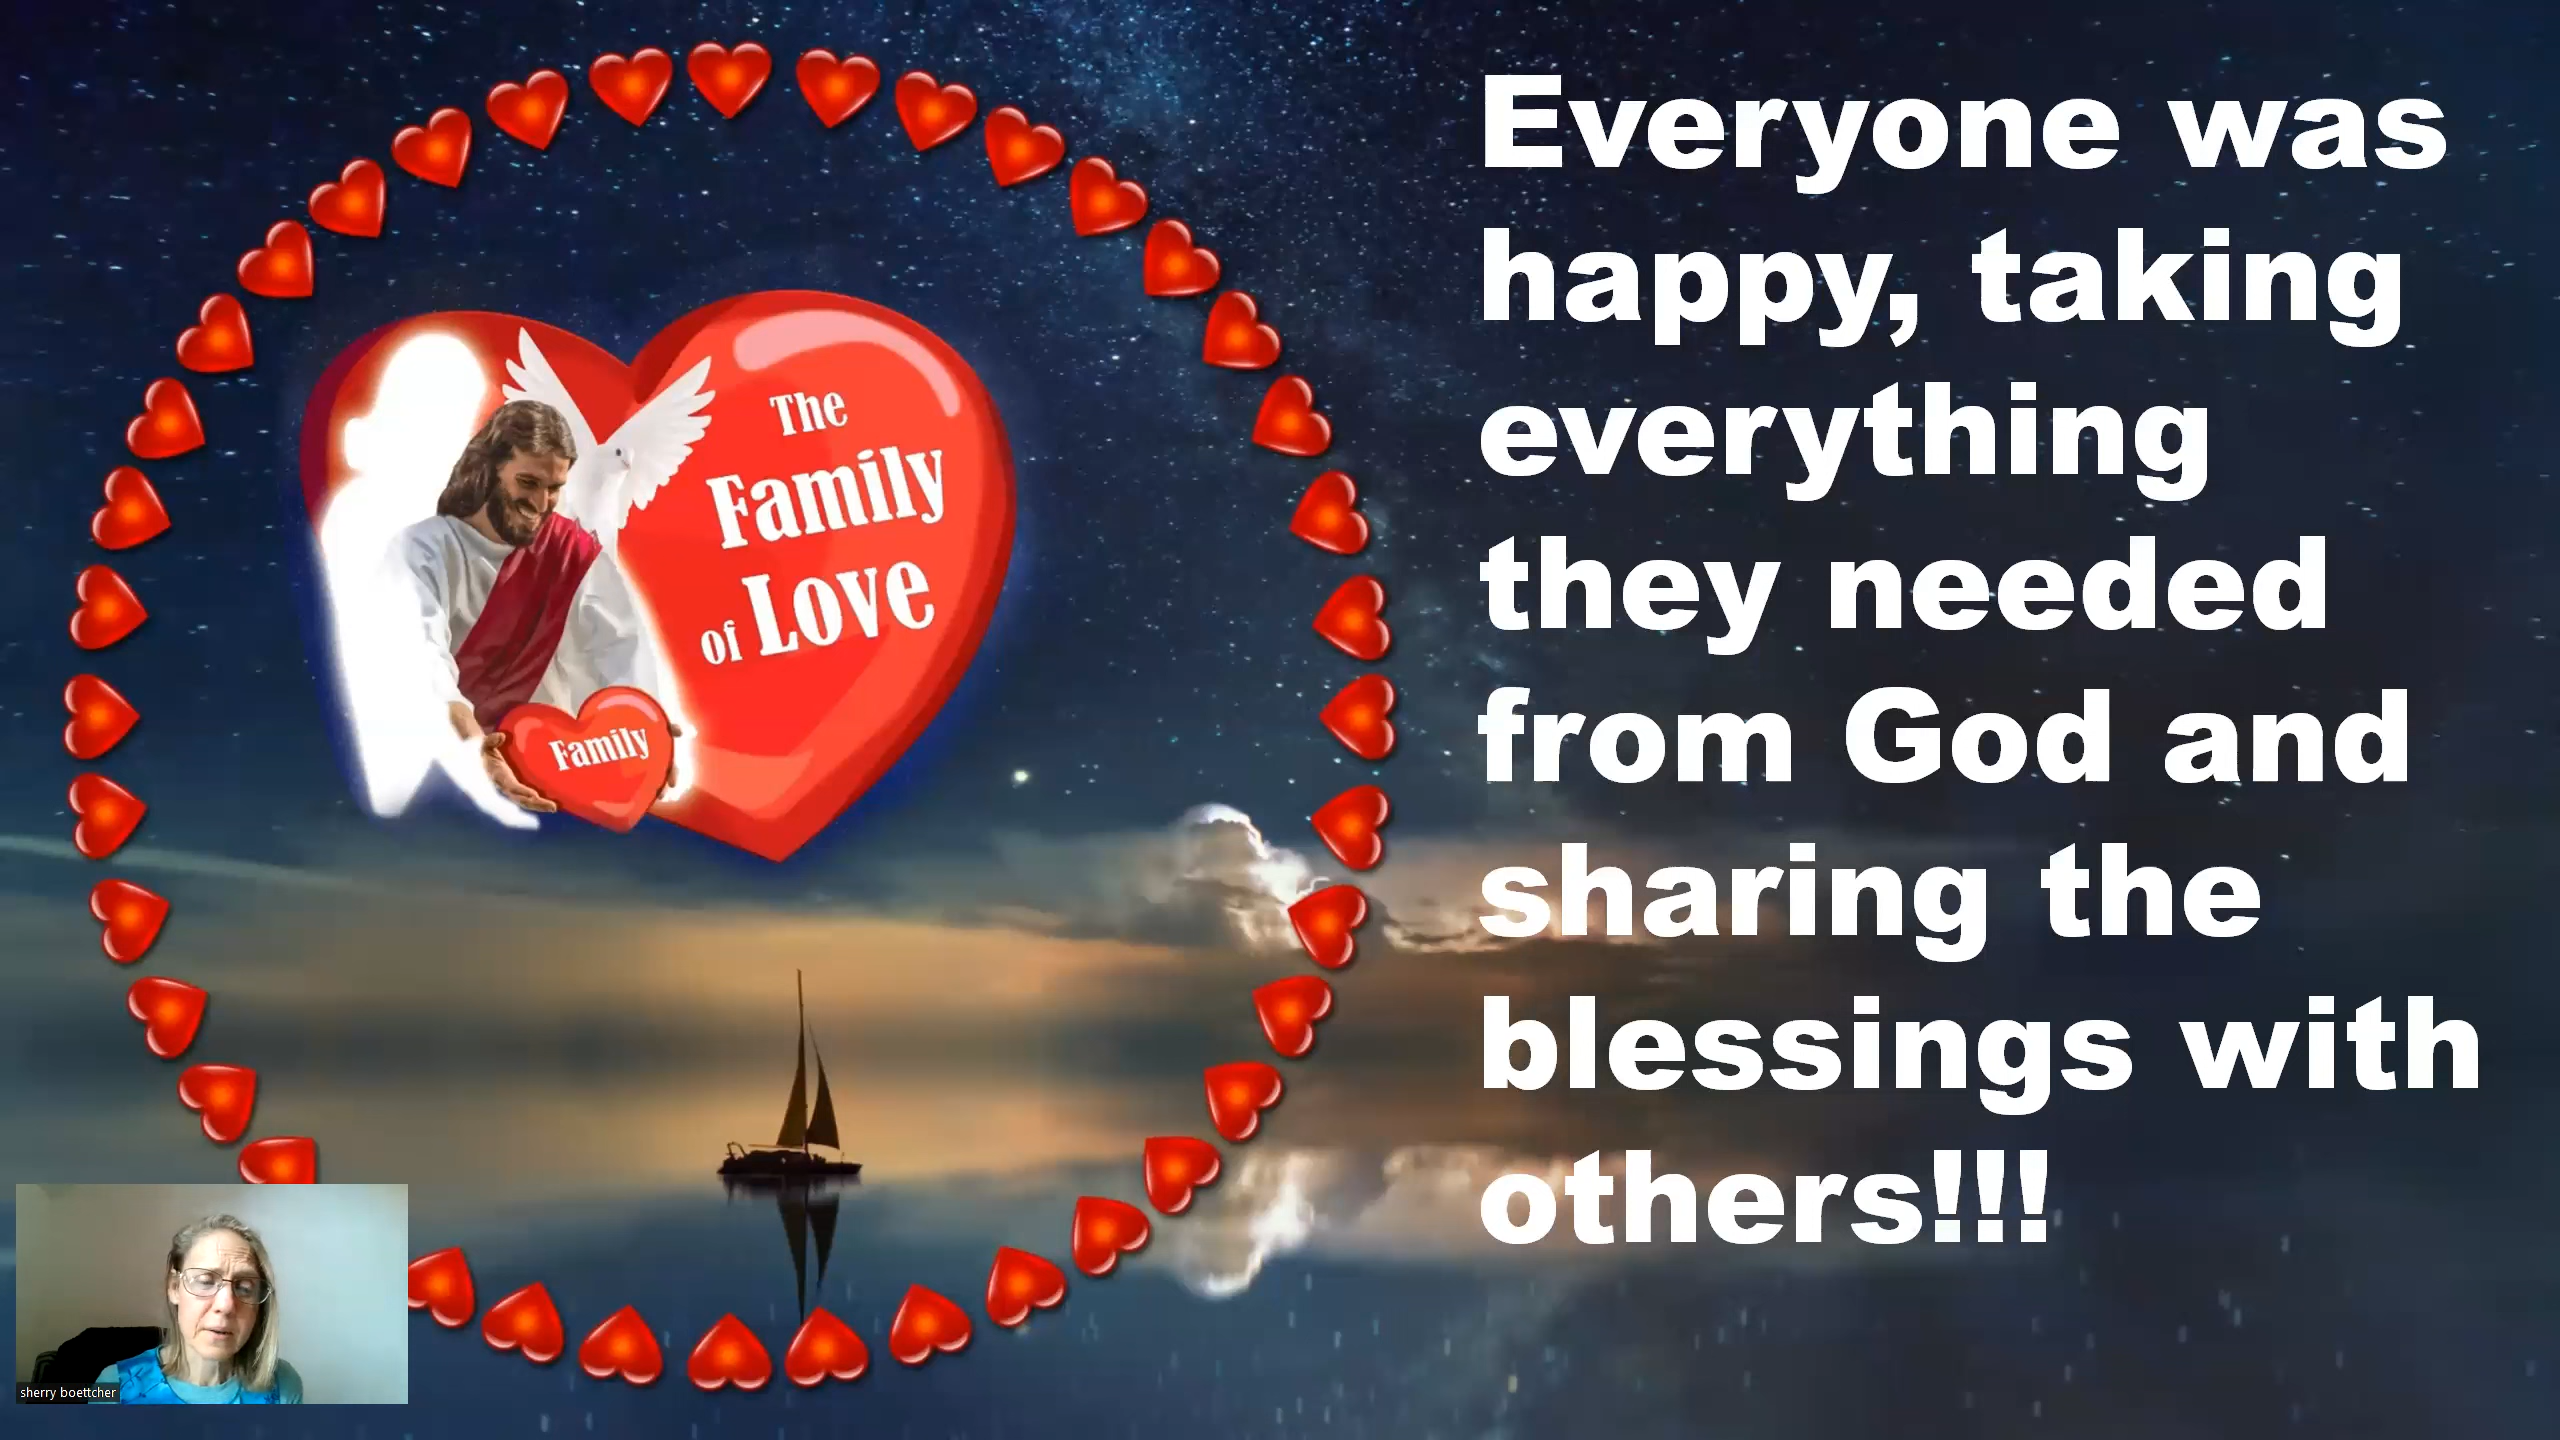 Everyone was
happy, taking
everything
they needed
from God and
sharing the
blessings with
others!!!
The
Family
of Love
Family
sherry boettcher